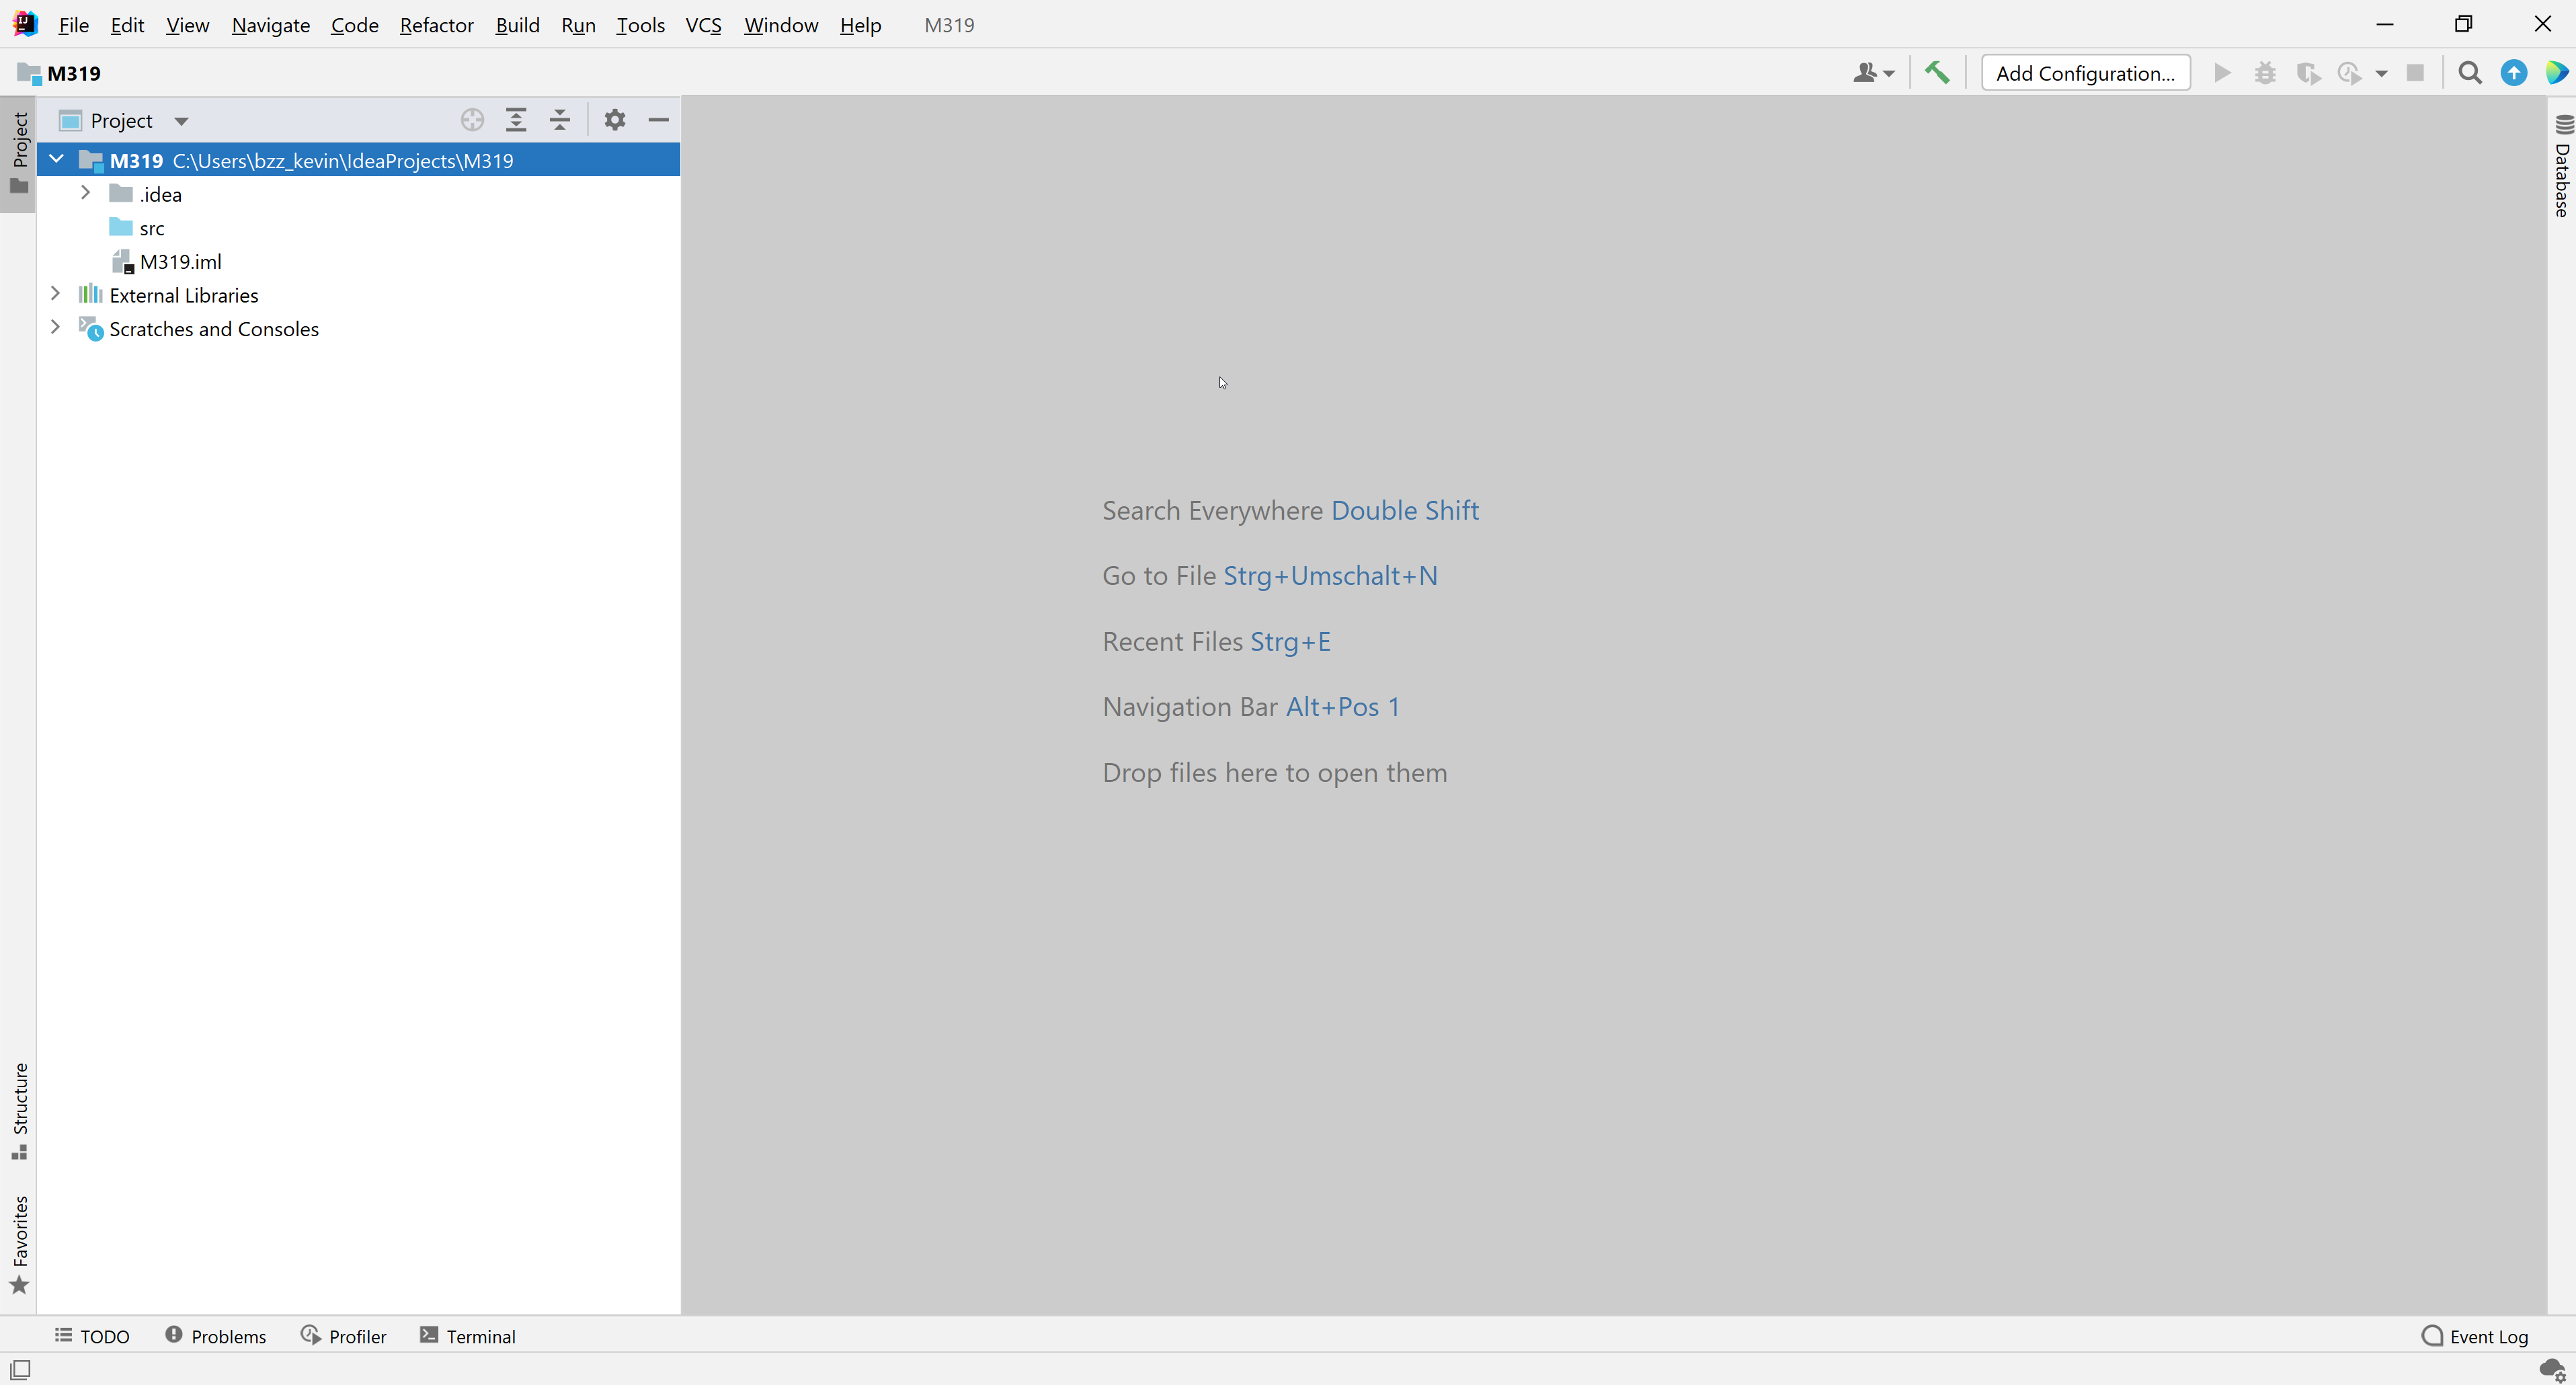 File Edit View Navigate Code Refactor Build Run Tools VCS Window Help M319
M319 Add Configuration...
Project
Project
M319 C:\Users\bzz_kevin\IdeaProjects\M319
.idea
src
M319.iml
External Libraries
Scratches and Consoles
Search Everywhere Double Shift
Go to File Strg+Umschalt+N
Recent Files Strg+E
Navigation Bar Alt+Pos 1
Drop files here to open them
Database
Structure
Favorites
TODO Problems Profiler Terminal Event Log